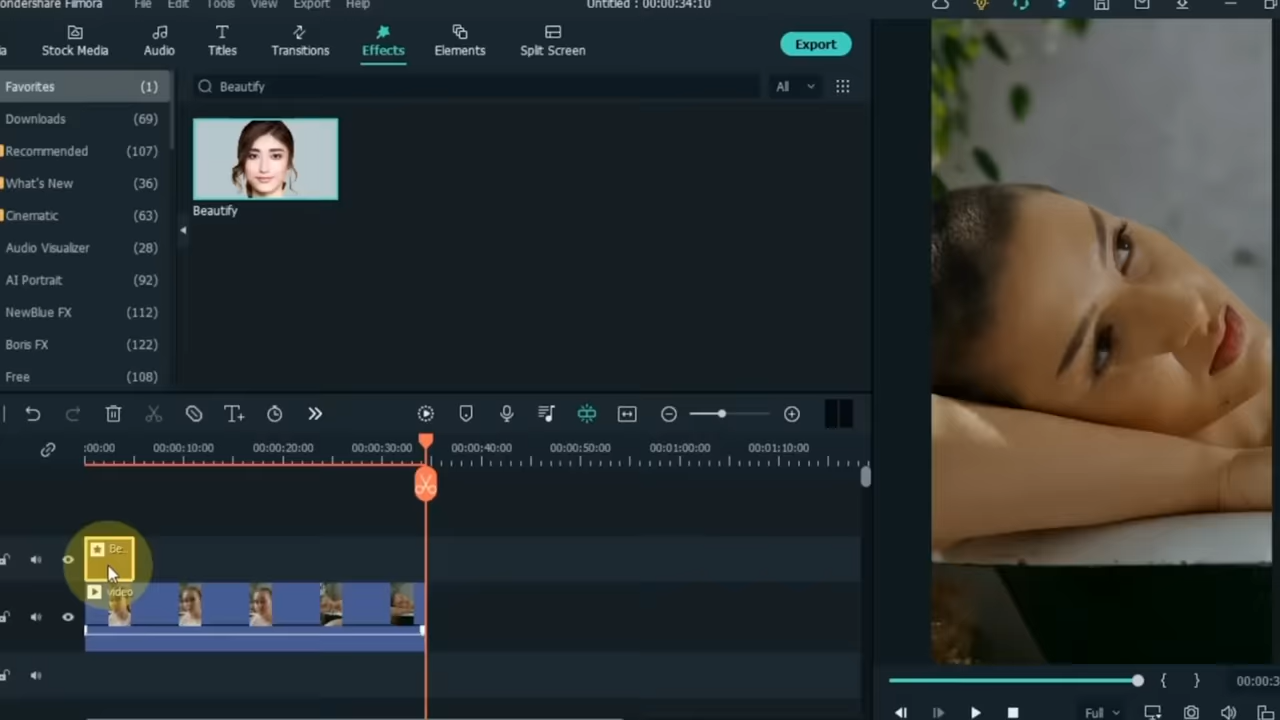 ondershare Filmora File Edit Tools View Export Help Untitled : 00:00:34:10
Stock Media Audio Titles Transitions Effects Elements Split Screen Export
Favorites (1) Beautify All
Downloads (69)
Recommended (107)
What's New (36)
Cinematic (63) Beautify
Audio Visualizer (28)
AI Portrait (92)
NewBlue FX (112)
Boris FX (122)
Free (108)
:00:00 00:00:10:00 00:00:20:00 00:00:30:00 00:00:40:00 00:00:50:00 00:01:00:00 00:01:10:00
Be...
video
{ } 00:00:3
Full